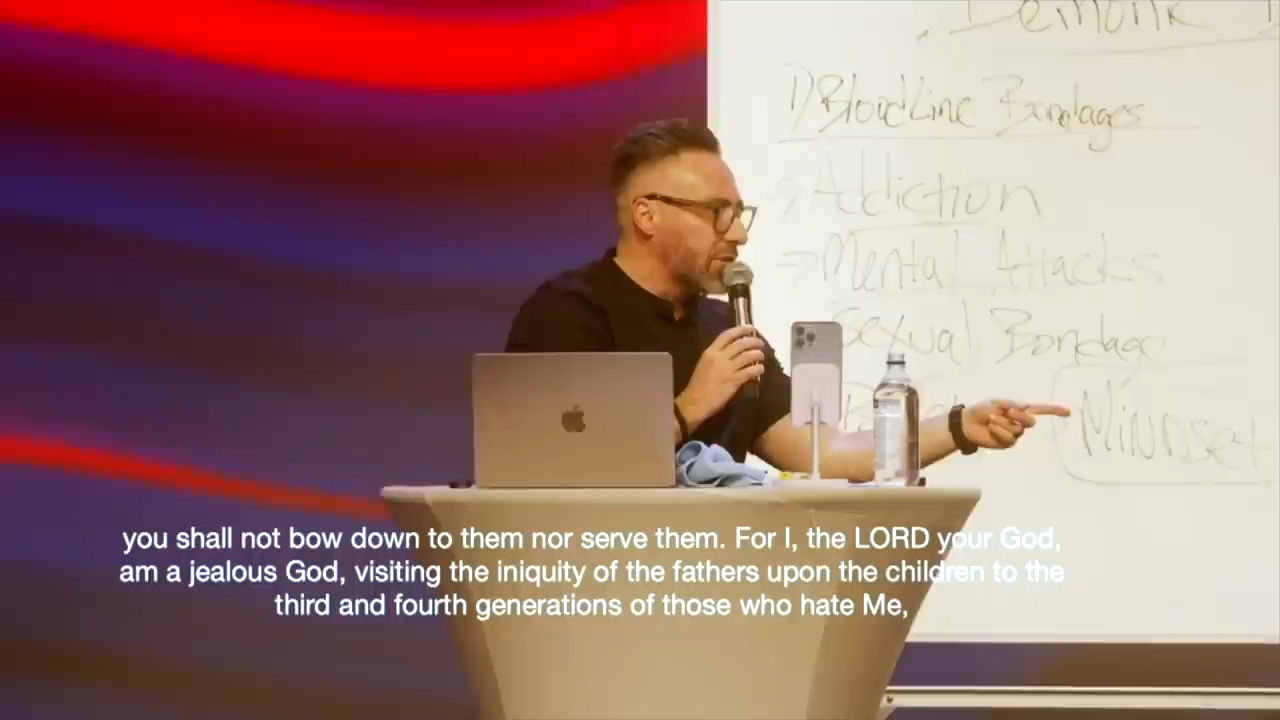 Demonic
1) BloodLine Bondages
→ Addiction
→ Mental Attacks
Sexual Bondage
Mindset
you shall not bow down to them nor serve them. For I, the LORD your God,
am a jealous God, visiting the iniquity of the fathers upon the children to the
third and fourth generations of those who hate Me,